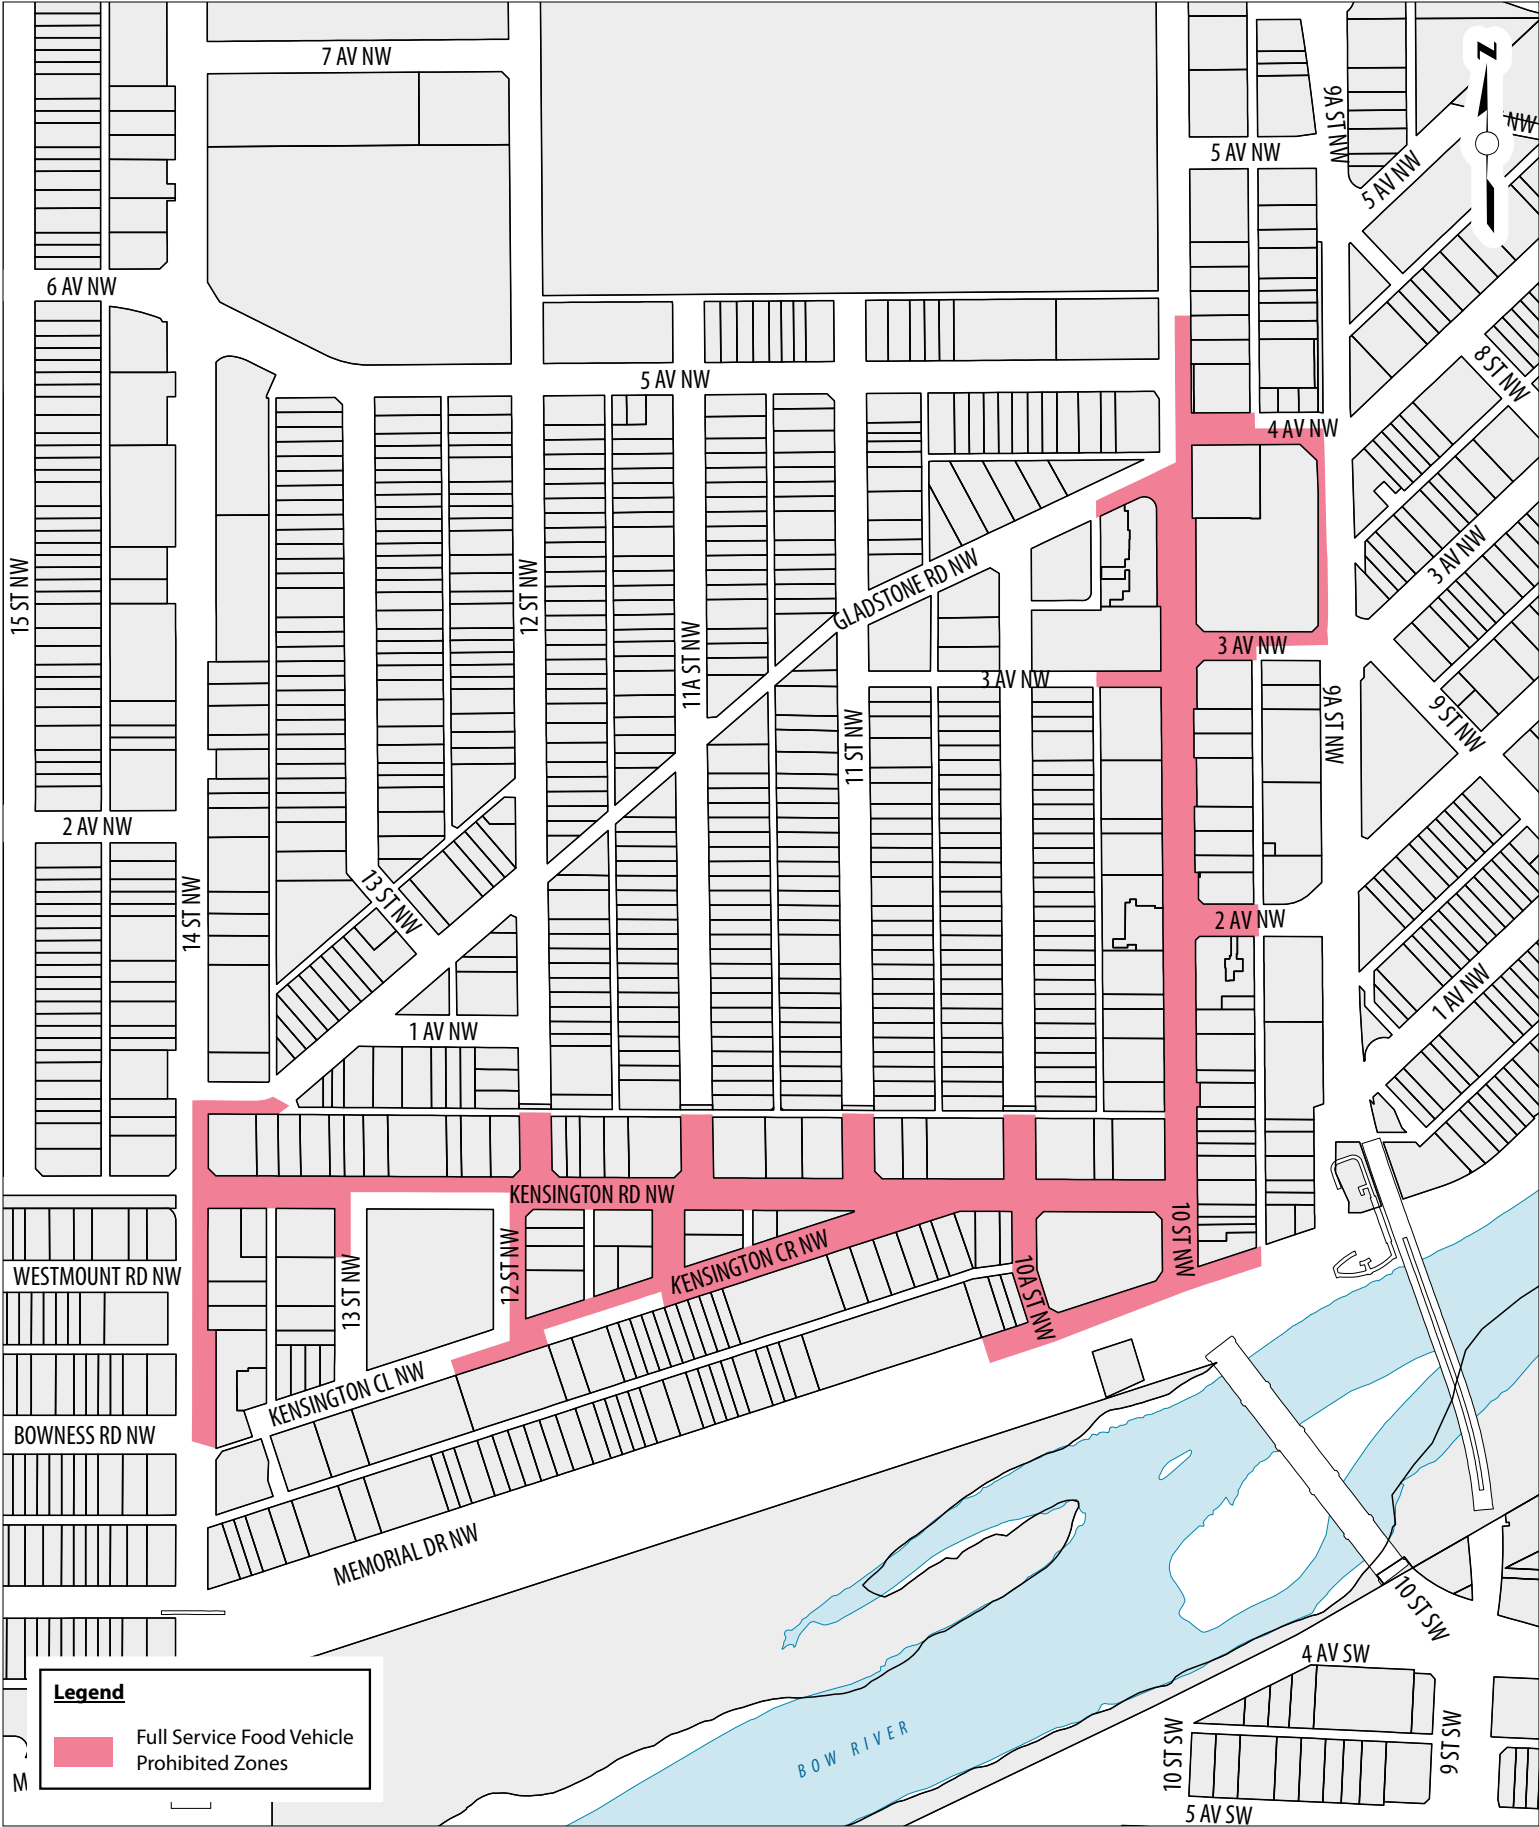 7 AV NW
9A ST NW
Z
NW
5 AV NW
5 AV NW
6 AV NW
8 ST NW
5 AV NW
4 AV NW
3 AV NW
15 ST NW
12 ST NW
GLADSTONE RD NW
11A ST NW
3 AV NW
3 AV NW
9A ST NW
9 ST NW
11 ST NW
2 AV NW
13 ST NW
14 ST NW
2 AV NW
1 AV NW
1 AV NW
KENSINGTON RD NW
10 ST NW
WESTMOUNT RD NW
13 ST NW
12 ST NW
KENSINGTON CR NW
10A ST NW
KENSINGTON CL NW
BOWNESS RD NW
MEMORIAL DR NW
10 ST SW
4 AV SW
Legend
Full Service Food Vehicle
Prohibited Zones
M
BOW RIVER
10 ST SW
9 ST SW
5 AV SW